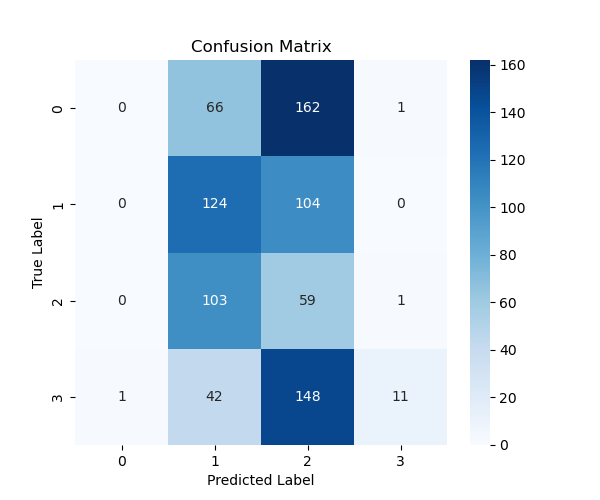 Confusion Matrix
0 0 66 162 1
1 0 124 104 0
2 0 103 59 1
3 1 42 148 11
0 1 2 3
True Label
Predicted Label
160
140
120
100
80
60
40
20
0